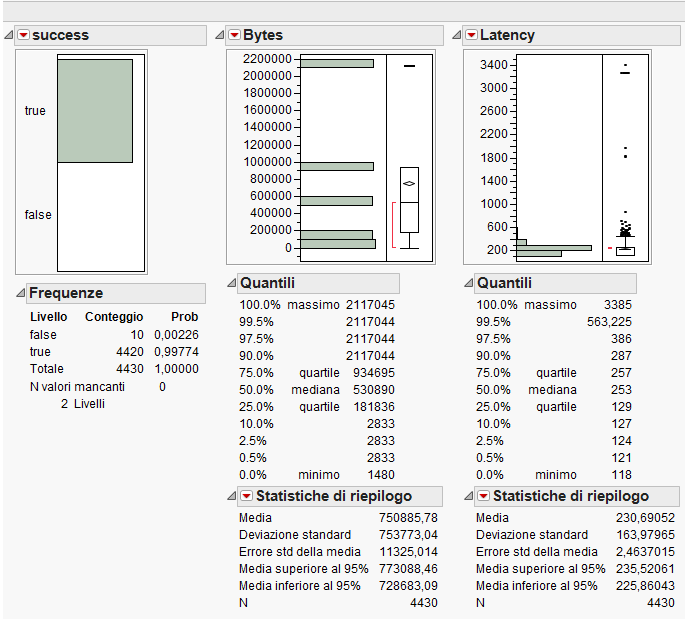 success
true
false
Frequenze
Livello Conteggio Prob
false 10 0,00226
true 4420 0,99774
Totale 4430 1,00000
N valori mancanti 0
2 Livelli
Bytes
2200000
2000000
1800000
1600000
1400000
1200000
1000000
800000
600000
400000
200000
0
Quantili
100.0% massimo 2117045
99.5% 2117044
97.5% 2117044
90.0% 2117044
75.0% quartile 934695
50.0% mediana 530890
25.0% quartile 181836
10.0% 2833
2.5% 2833
0.5% 2833
0.0% minimo 1480
Statistiche di riepilogo
Media 750885,78
Deviazione standard 753773,04
Errore std della media 11325,014
Media superiore al 95% 773088,46
Media inferiore al 95% 728683,09
N 4430
Latency
3400
3000
2600
2200
1800
1400
1000
600
200
Quantili
100.0% massimo 3385
99.5% 563,225
97.5% 386
90.0% 287
75.0% quartile 257
50.0% mediana 253
25.0% quartile 129
10.0% 127
2.5% 124
0.5% 121
0.0% minimo 118
Statistiche di riepilogo
Media 230,69052
Deviazione standard 163,97965
Errore std della media 2,4637015
Media superiore al 95% 235,52061
Media inferiore al 95% 225,86043
N 4430